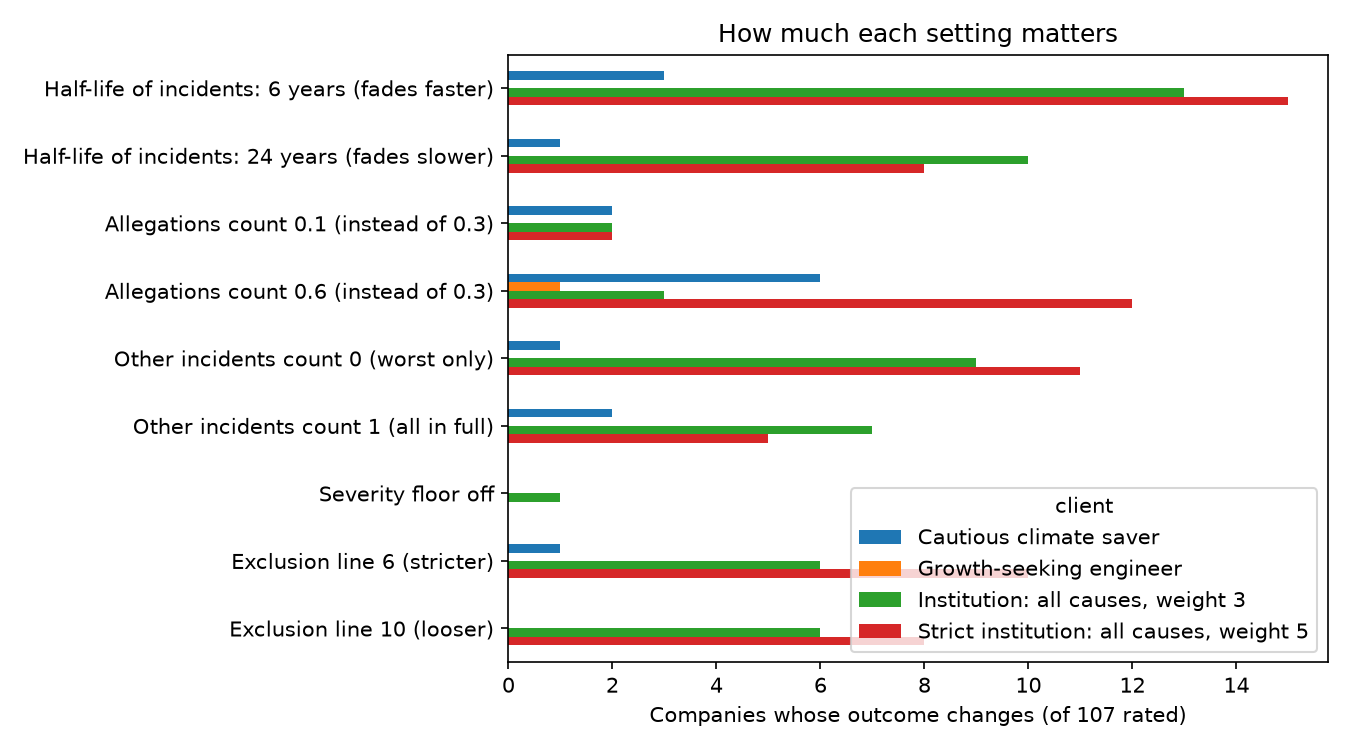 How much each setting matters
Half-life of incidents: 6 years (fades faster)
Half-life of incidents: 24 years (fades slower)
Allegations count 0.1 (instead of 0.3)
Allegations count 0.6 (instead of 0.3)
Other incidents count 0 (worst only)
Other incidents count 1 (all in full)
Severity floor off
Exclusion line 6 (stricter)
Exclusion line 10 (looser)
client
Cautious climate saver
Growth-seeking engineer
Institution: all causes, weight 3
Strict institution: all causes, weight 5
0 2 4 6 8 10 12 14
Companies whose outcome changes (of 107 rated)